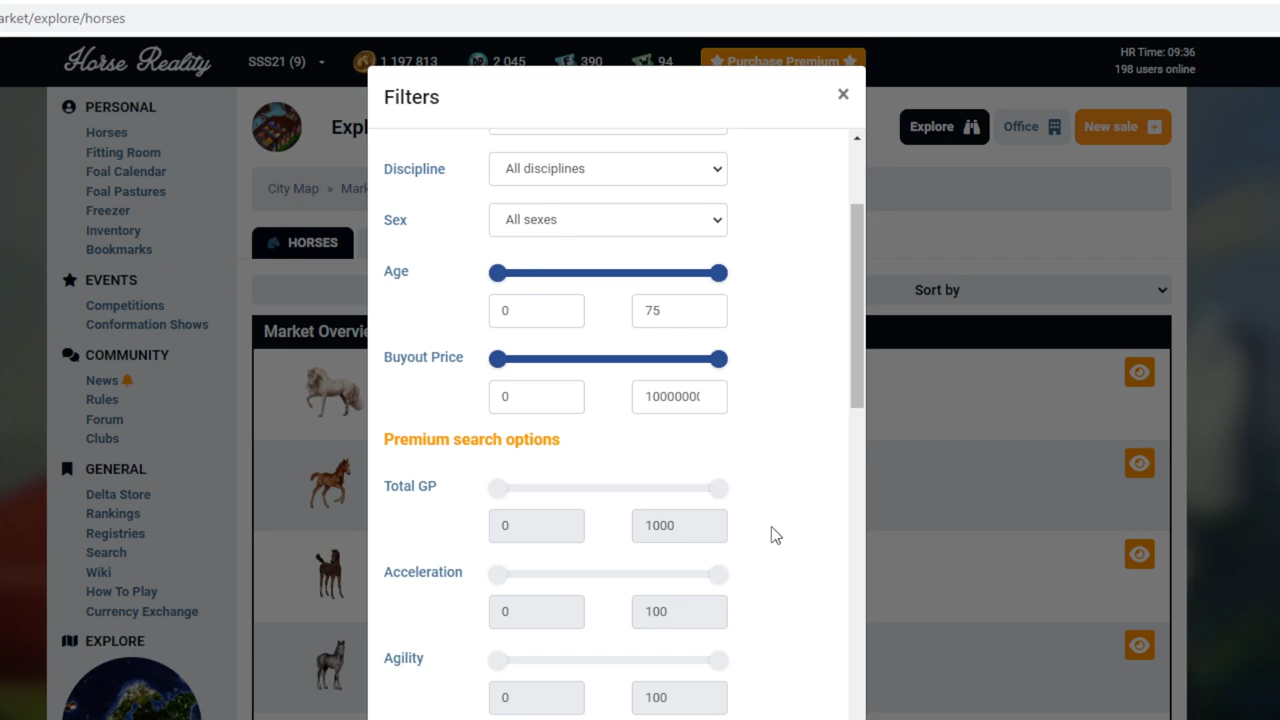 arket/explore/horses
Horse Reality
SSS21 (9)
1 197 813
2 045
390
94
Purchase Premium
HR Time: 09:36
198 users online
PERSONAL
Horses
Fitting Room
Foal Calendar
Foal Pastures
Freezer
Inventory
Bookmarks
EVENTS
Competitions
Conformation Shows
COMMUNITY
News
Rules
Forum
Clubs
GENERAL
Delta Store
Rankings
Registries
Search
Wiki
How To Play
Currency Exchange
EXPLORE
Expl
Explore
Office
New sale
City Map » Mark
HORSES
Sort by
Market Overvie
Filters
×
Discipline
All disciplines
Sex
All sexes
Age
0
75
Buyout Price
0
1000000(
Premium search options
Total GP
0
1000
Acceleration
0
100
Agility
0
100